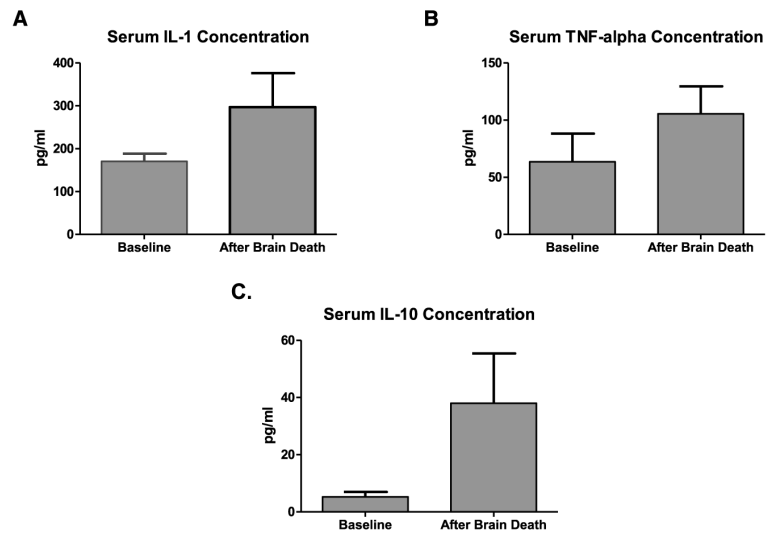 A
Serum IL-1 Concentration
400
300
200
100
0
pg/ml
Baseline
After Brain Death
B
Serum TNF-alpha Concentration
150
100
50
0
pg/ml
Baseline
After Brain Death
C.
Serum IL-10 Concentration
60
40
20
0
pg/ml
Baseline
After Brain Death